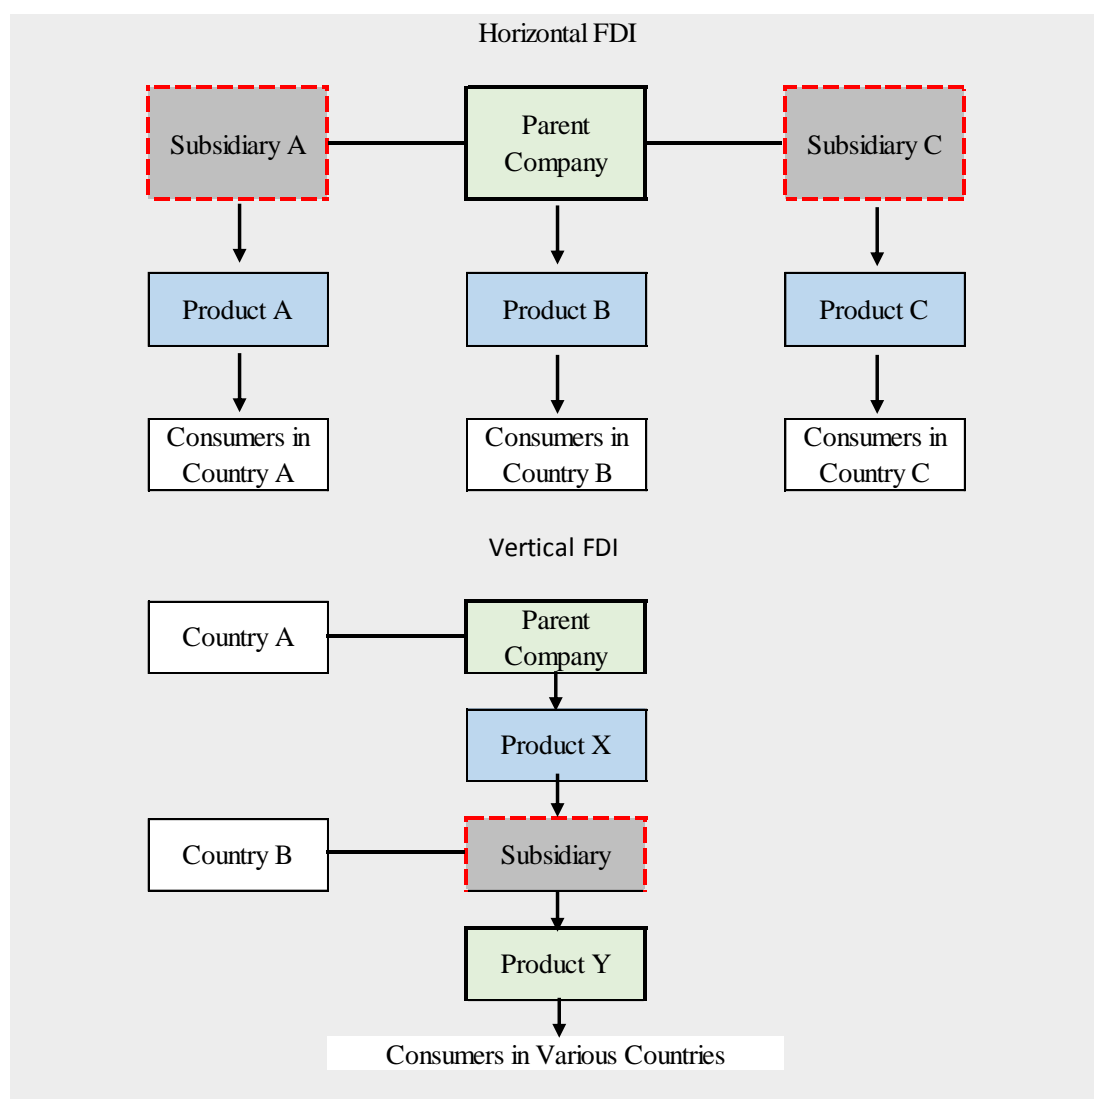 Horizontal FDI
Subsidiary A
Parent
Company
Subsidiary C
Product A
Product B
Product C
Consumers in
Country A
Consumers in
Country B
Consumers in
Country C
Vertical FDI
Country A
Parent
Company
Product X
Country B
Subsidiary
Product Y
Consumers in Various Countries